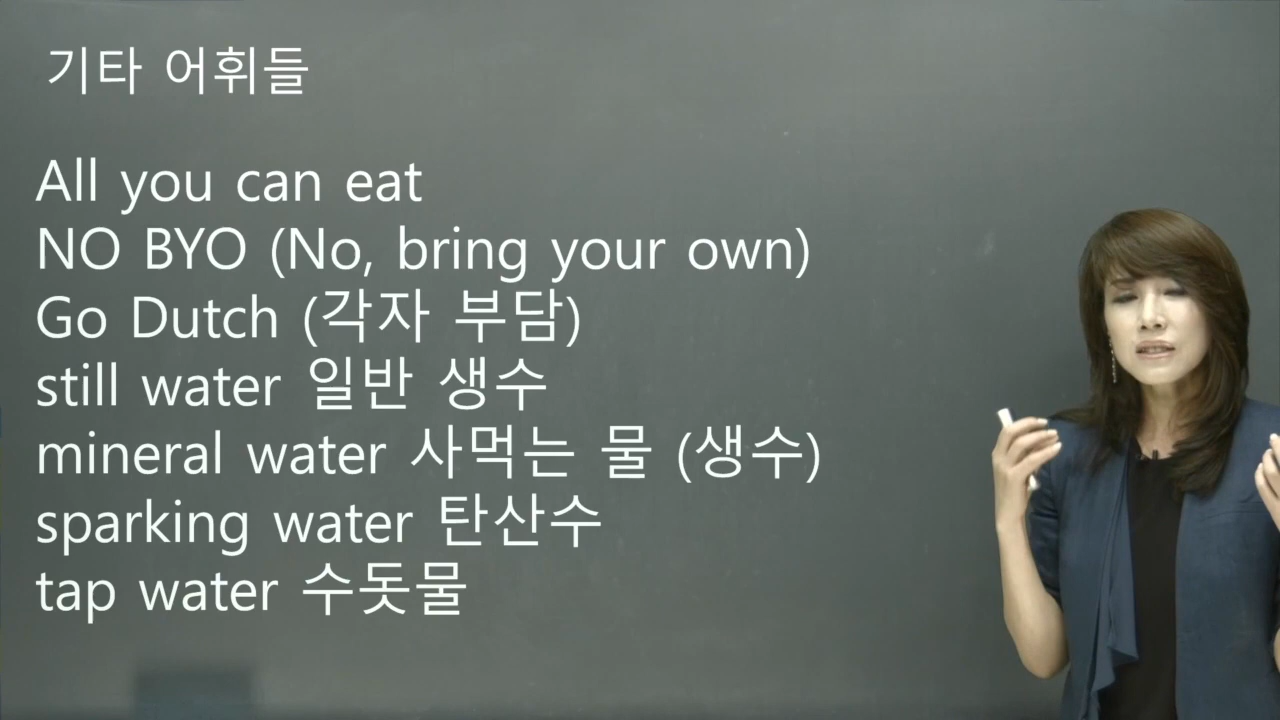 기타 어휘들
All you can eat
NO BYO (No, bring your own)
Go Dutch (각자 부담)
still water 일반 생수
mineral water 사먹는 물 (생수)
sparking water 탄산수
tap water 수돗물